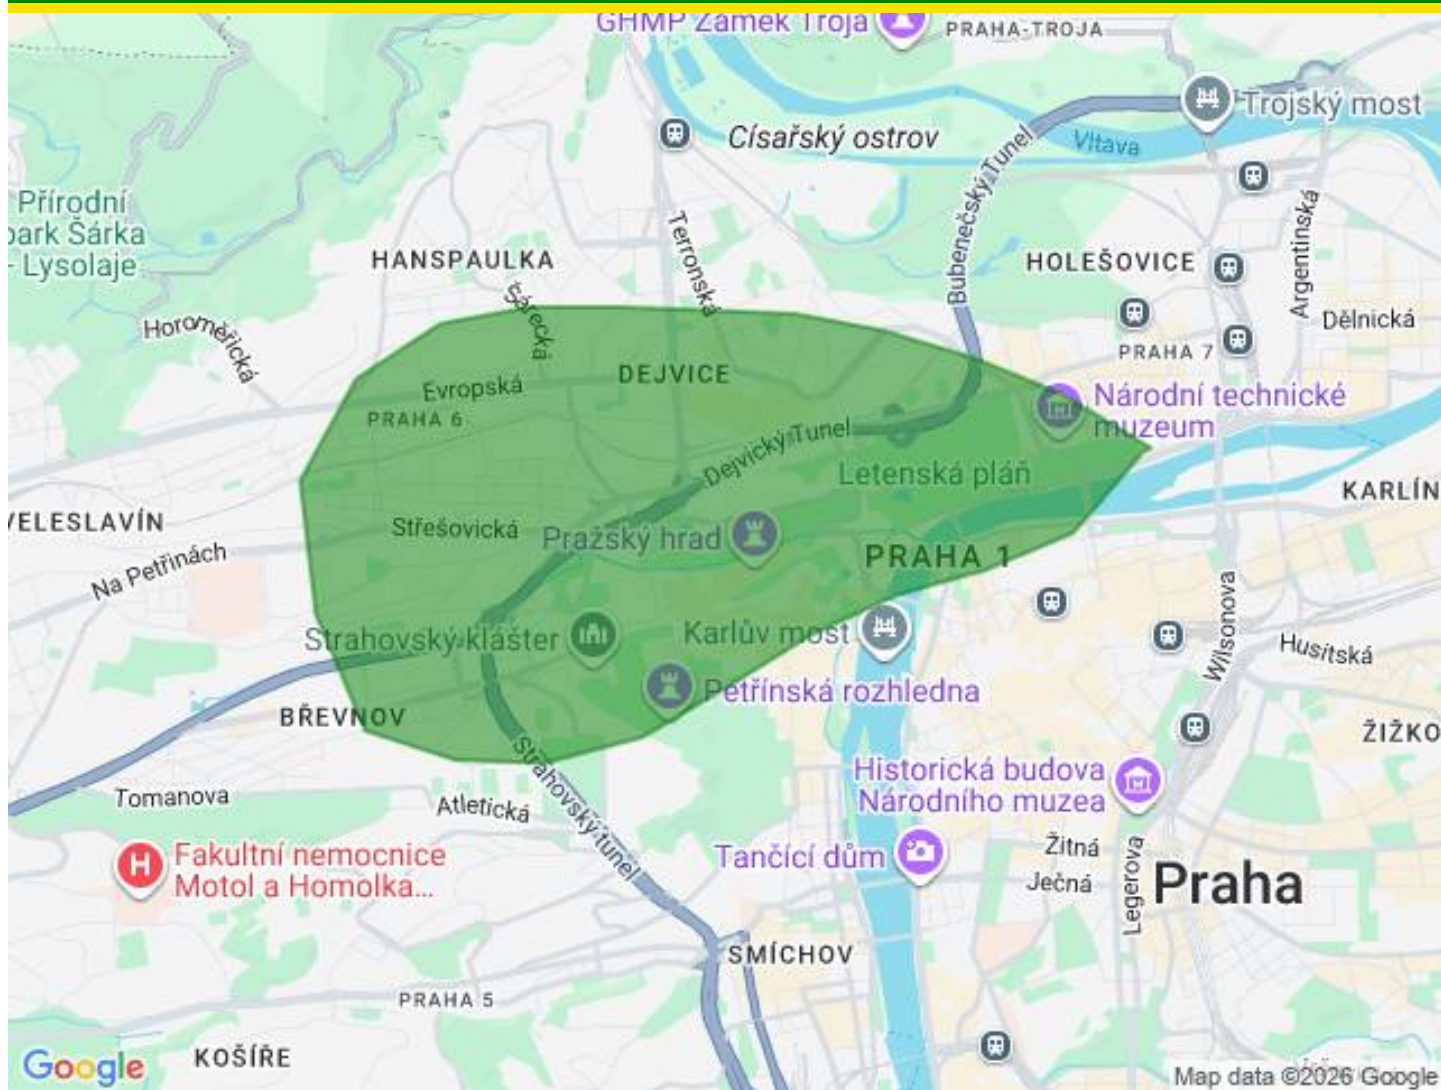 GHMP Zámek Troja
PRAHA-TROJA
Trojský most
Císařský ostrov
Vltava
Bubenečský Tunel
Přírodní
park Šárka
- Lysolaje
Terronská
HANSPAULKA
HOLEŠOVICE
Argentinská
Šárecká
Horoměřická
Dělnická
PRAHA 7
DEJVICE
Evropská
PRAHA 6
Národní technické
muzeum
Dejvický Tunel
Letenská pláň
KARLÍN
VELESLAVÍN
Střešovická
Pražský hrad
PRAHA 1
Na Petřinách
Wilsonova
Strahovský klášter
Karlův most
Husitská
Petřínská rozhledna
BŘEVNOV
ŽIŽKO
Strahovský tunel
Historická budova
Národního muzea
Tomanova
Atletická
Fakultní nemocnice
Motol a Homolka...
Tančící dům
Žitná
Ječná
Legerova
Praha
SMÍCHOV
PRAHA 5
KOŠÍŘE
Google
Map data ©2026 Google